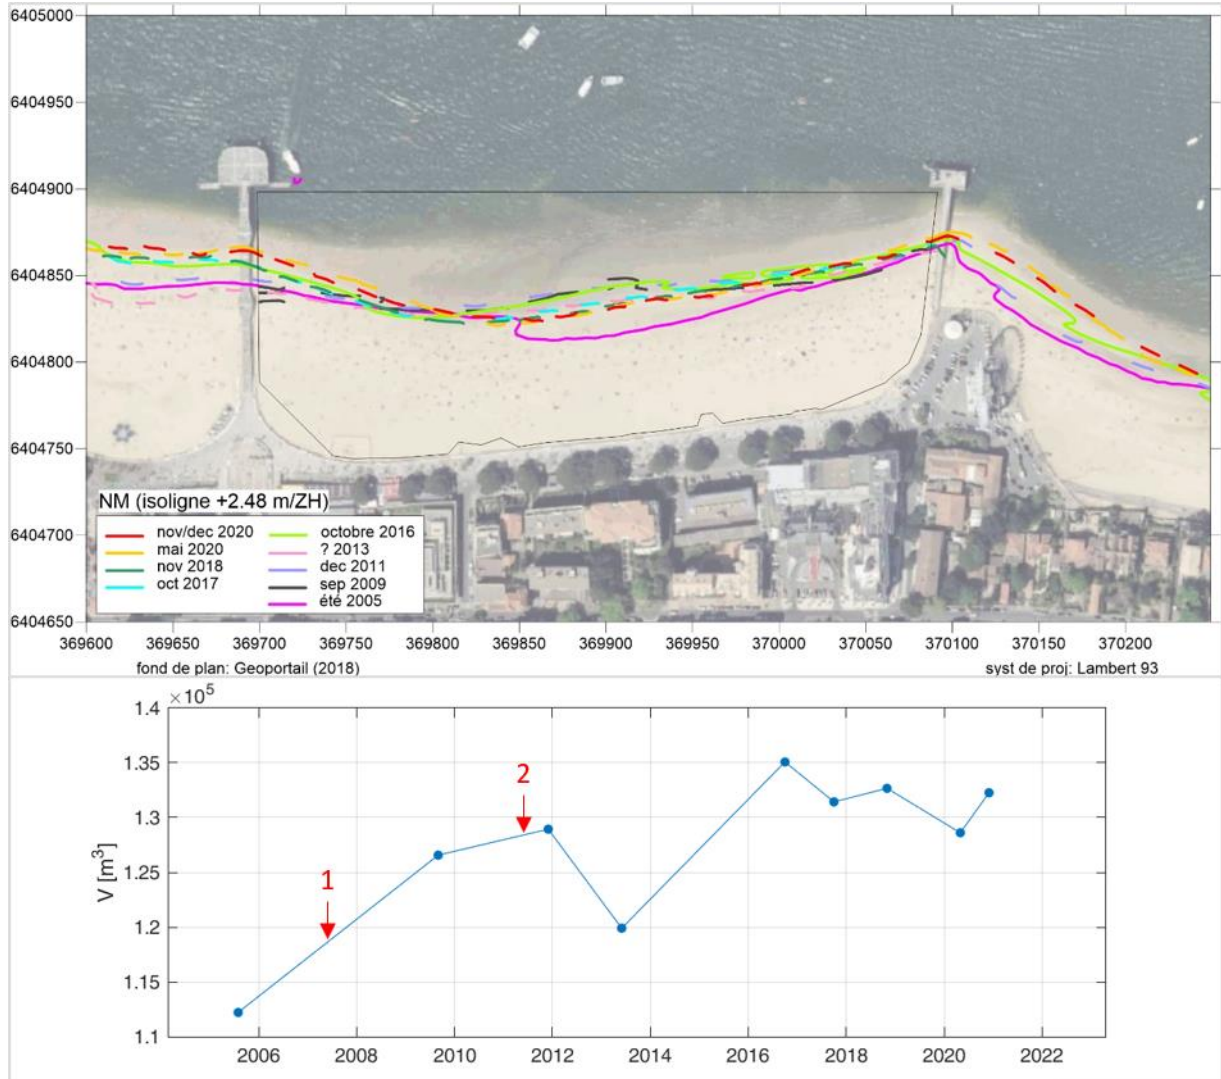 6405000
6404950
6404900
6404850
6404800
6404750
6404700
6404650
NM (isoligne +2.48 m/ZH)
nov/dec 2020
mai 2020
nov 2018
oct 2017
octobre 2016
? 2013
dec 2011
sep 2009
été 2005
369600 369650 369700 369750 369800 369850 369900 369950 370000 370050 370100 370150 370200
fond de plan: Geoportail (2018) syst de proj: Lambert 93
×10⁵
1.4
1.35
1.3
1.25
1.2
1.15
1.1
V [m³]
1
2
2006 2008 2010 2012 2014 2016 2018 2020 2022